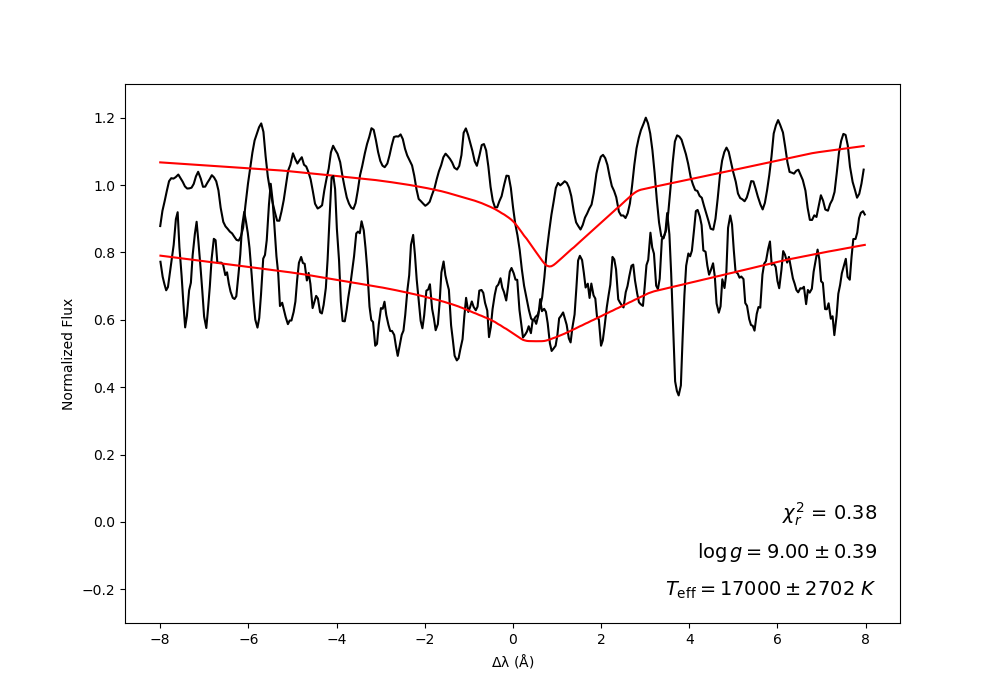 1.2
1.0
0.8
0.6
0.4
0.2
0.0
−0.2
Normalized Flux
χ²ᵣ = 0.38
log g = 9.00 ± 0.39
T_eff = 17000 ± 2702 K
−8 −6 −4 −2 0 2 4 6 8
Δλ (Å)